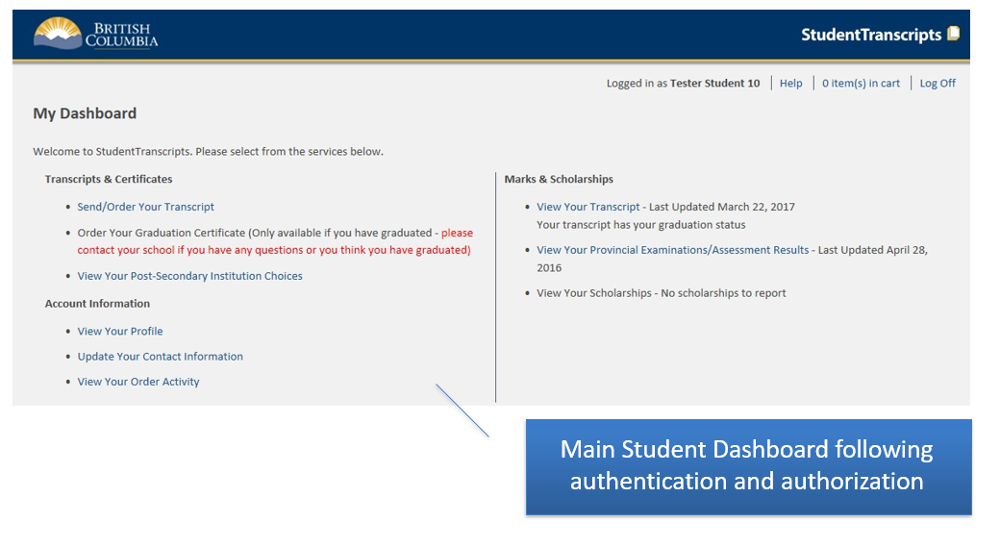 BRITISH
COLUMBIA
StudentTranscripts
Logged in as Tester Student 10 | Help | 0 item(s) in cart | Log Off
My Dashboard
Welcome to StudentTranscripts. Please select from the services below.
Transcripts & Certificates
• Send/Order Your Transcript
• Order Your Graduation Certificate (Only available if you have graduated - please
contact your school if you have any questions or you think you have graduated)
• View Your Post-Secondary Institution Choices
Account Information
• View Your Profile
• Update Your Contact Information
• View Your Order Activity
Marks & Scholarships
• View Your Transcript - Last Updated March 22, 2017
Your transcript has your graduation status
• View Your Provincial Examinations/Assessment Results - Last Updated April 28,
2016
• View Your Scholarships - No scholarships to report
Main Student Dashboard following
authentication and authorization